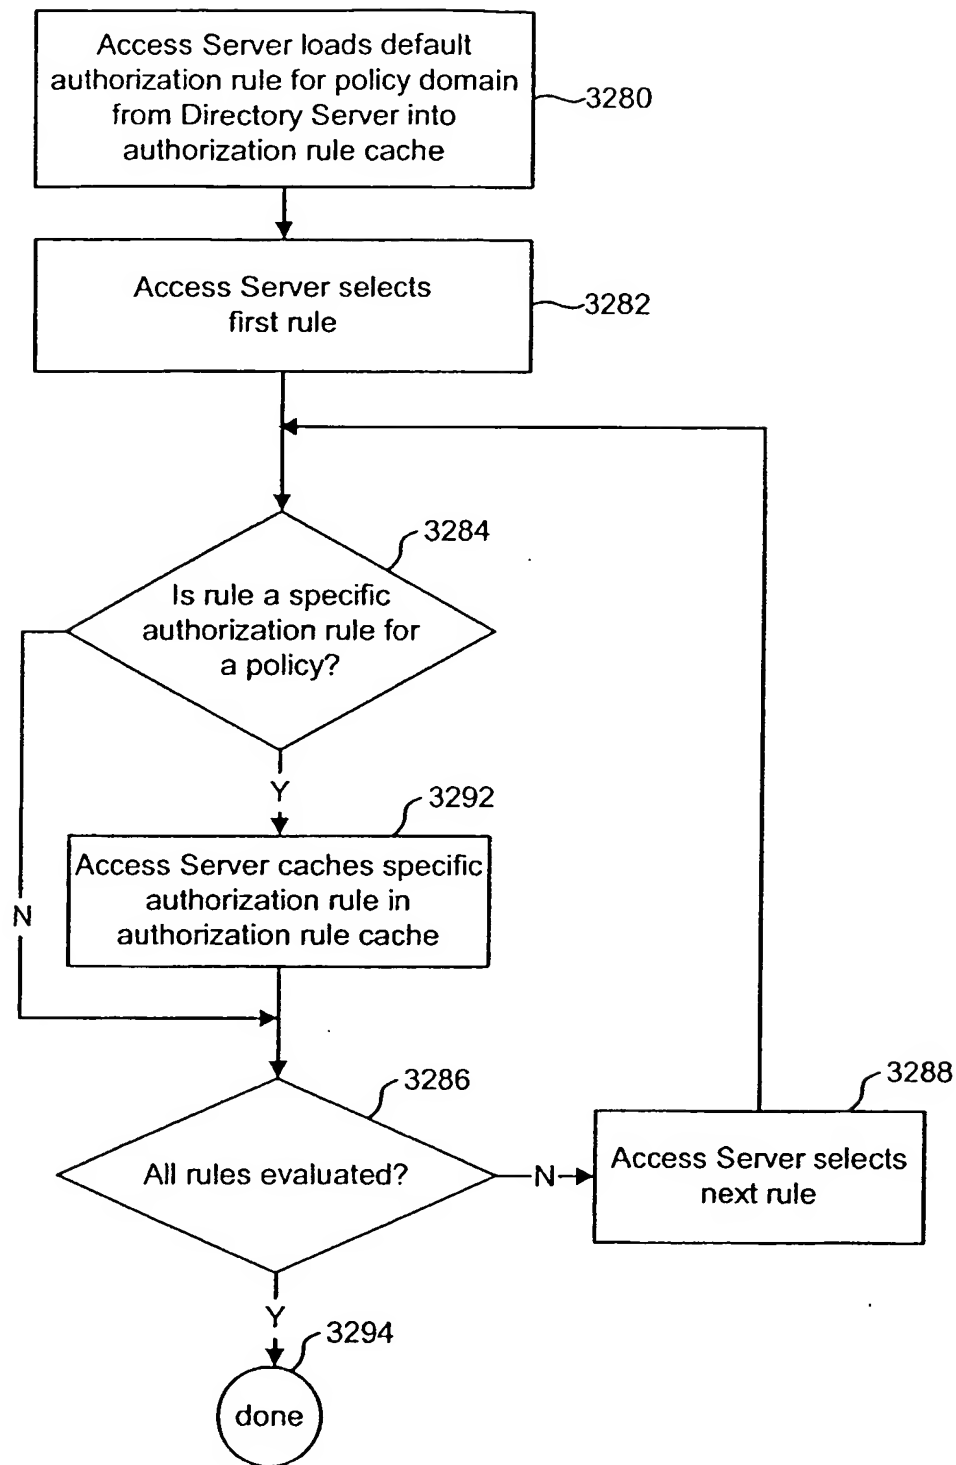 Access Server loads default
authorization rule for policy domain
from Directory Server into
authorization rule cache
3280
Access Server selects
first rule
3282
3284
Is rule a specific
authorization rule for
a policy?
Y
3292
Access Server caches specific
authorization rule in
authorization rule cache
N
3286
All rules evaluated?
N
3288
Access Server selects
next rule
Y
3294
done